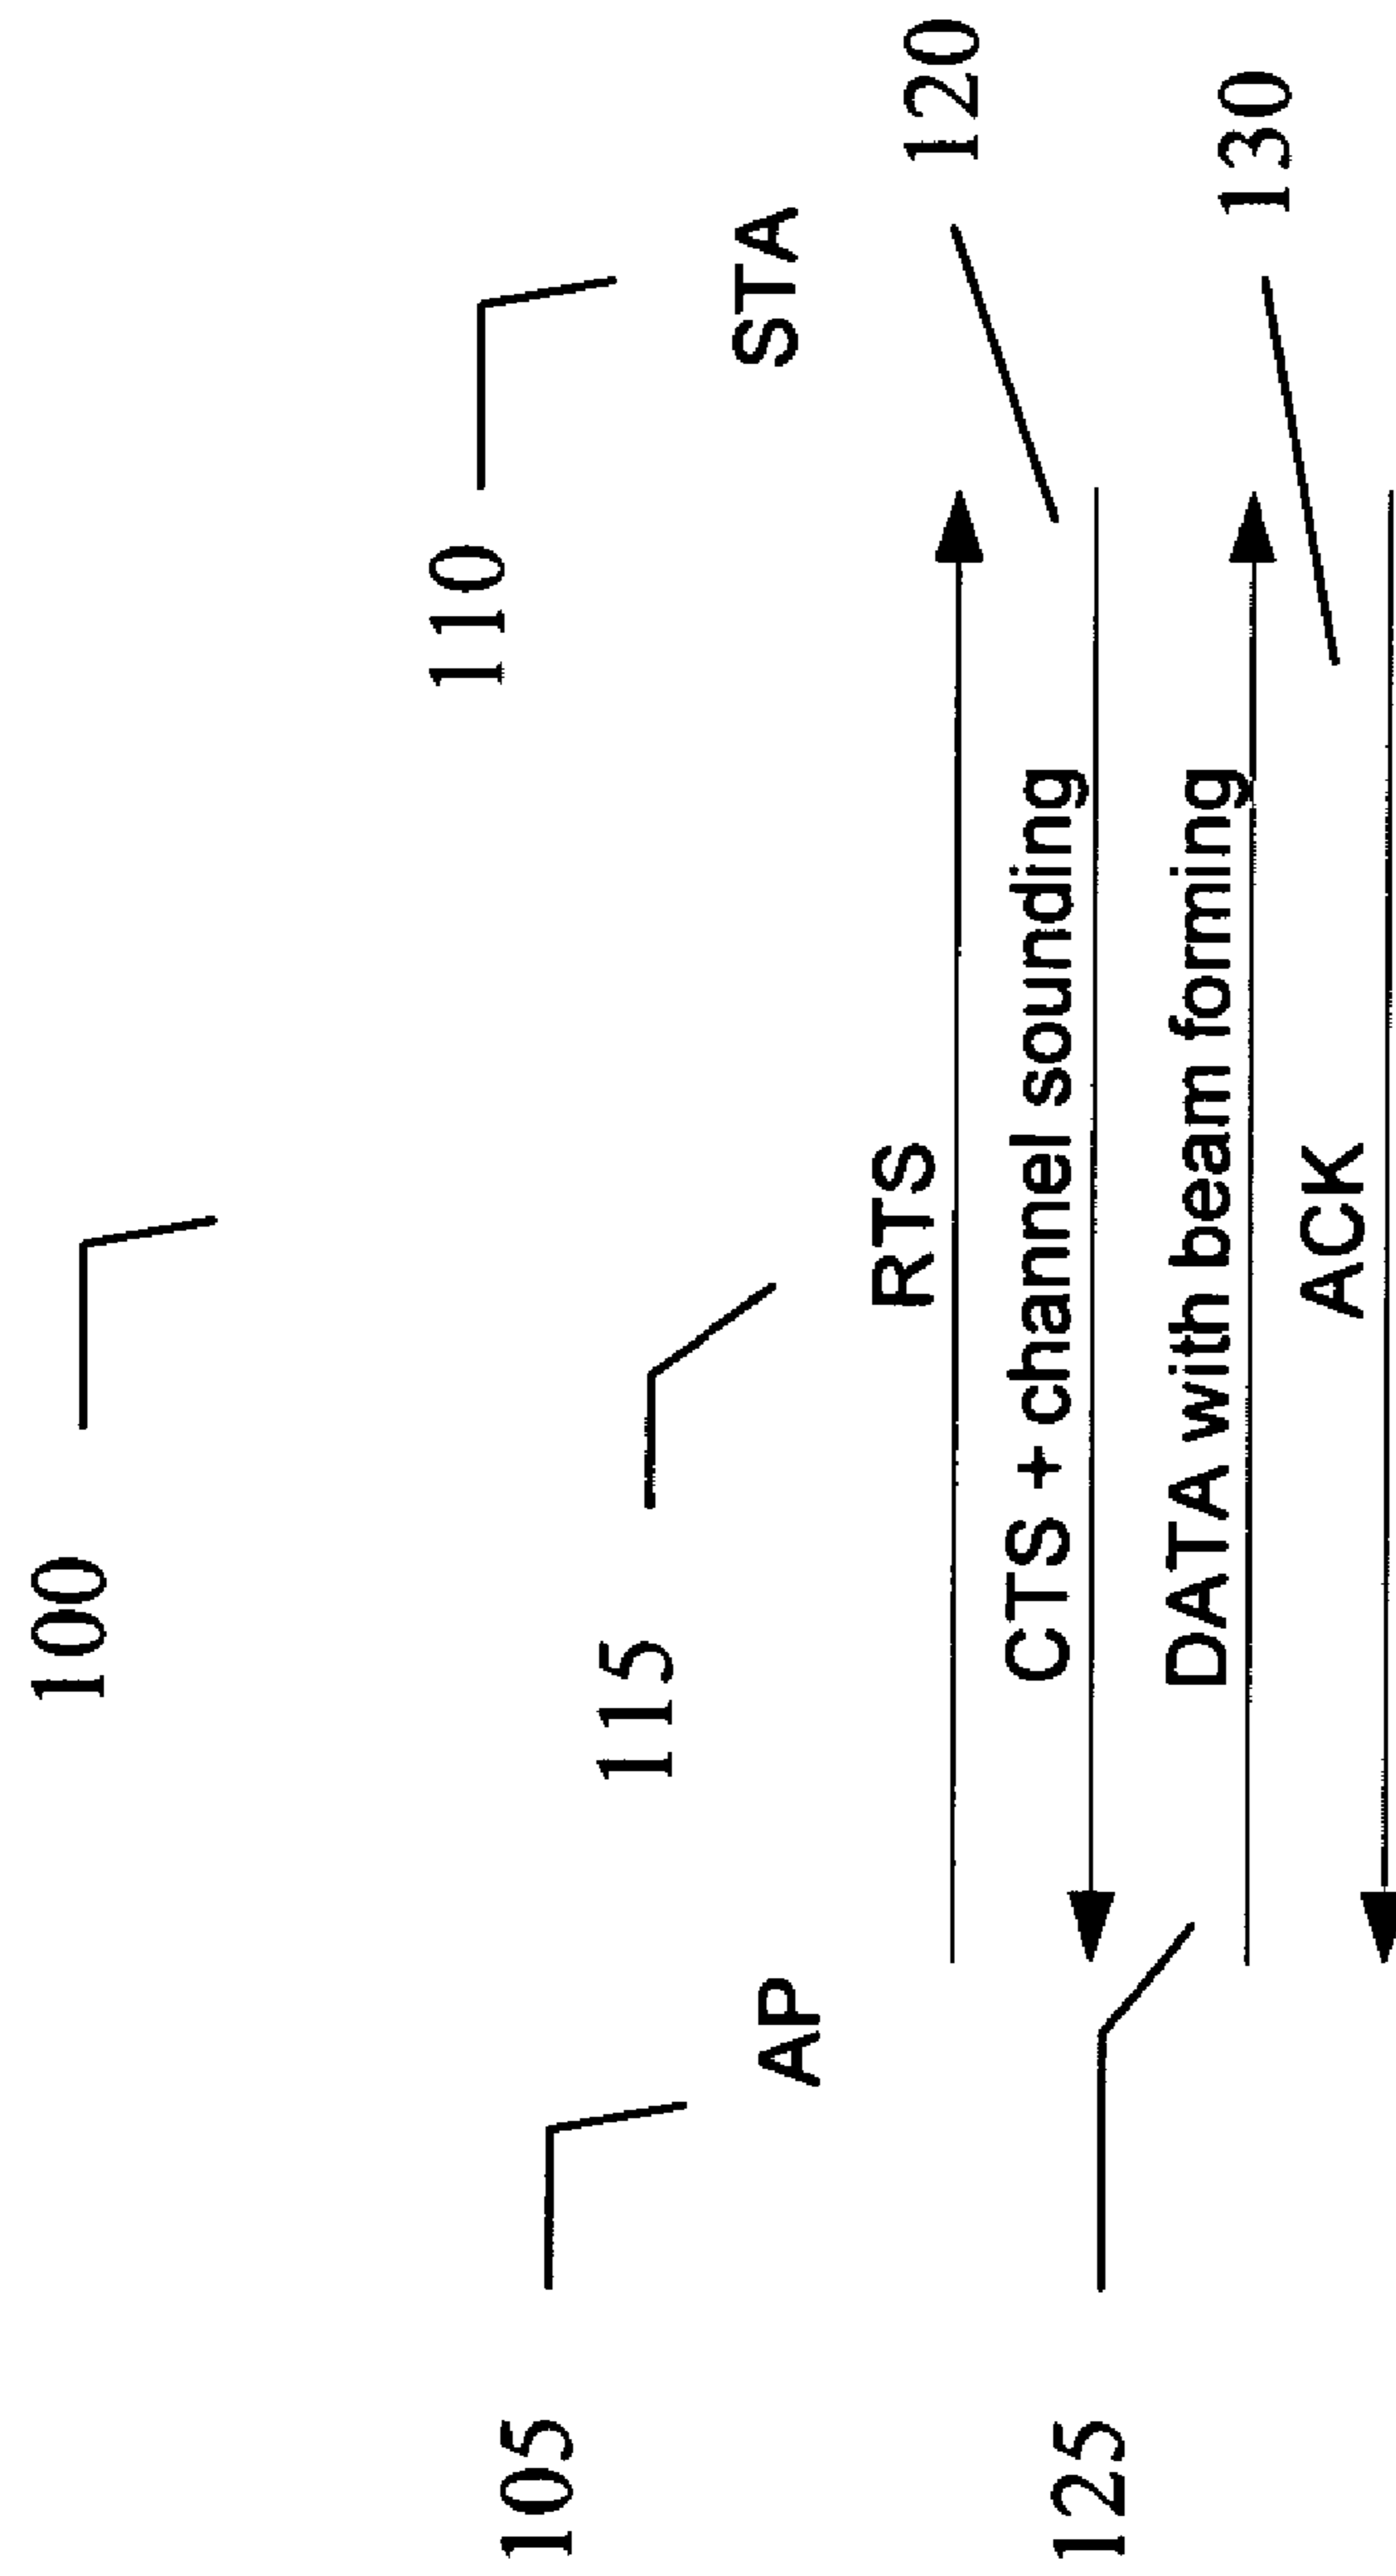 100
110
105
115
STA
AP
120
RTS
CTS + channel sounding
125
130
DATA with beam forming
ACK